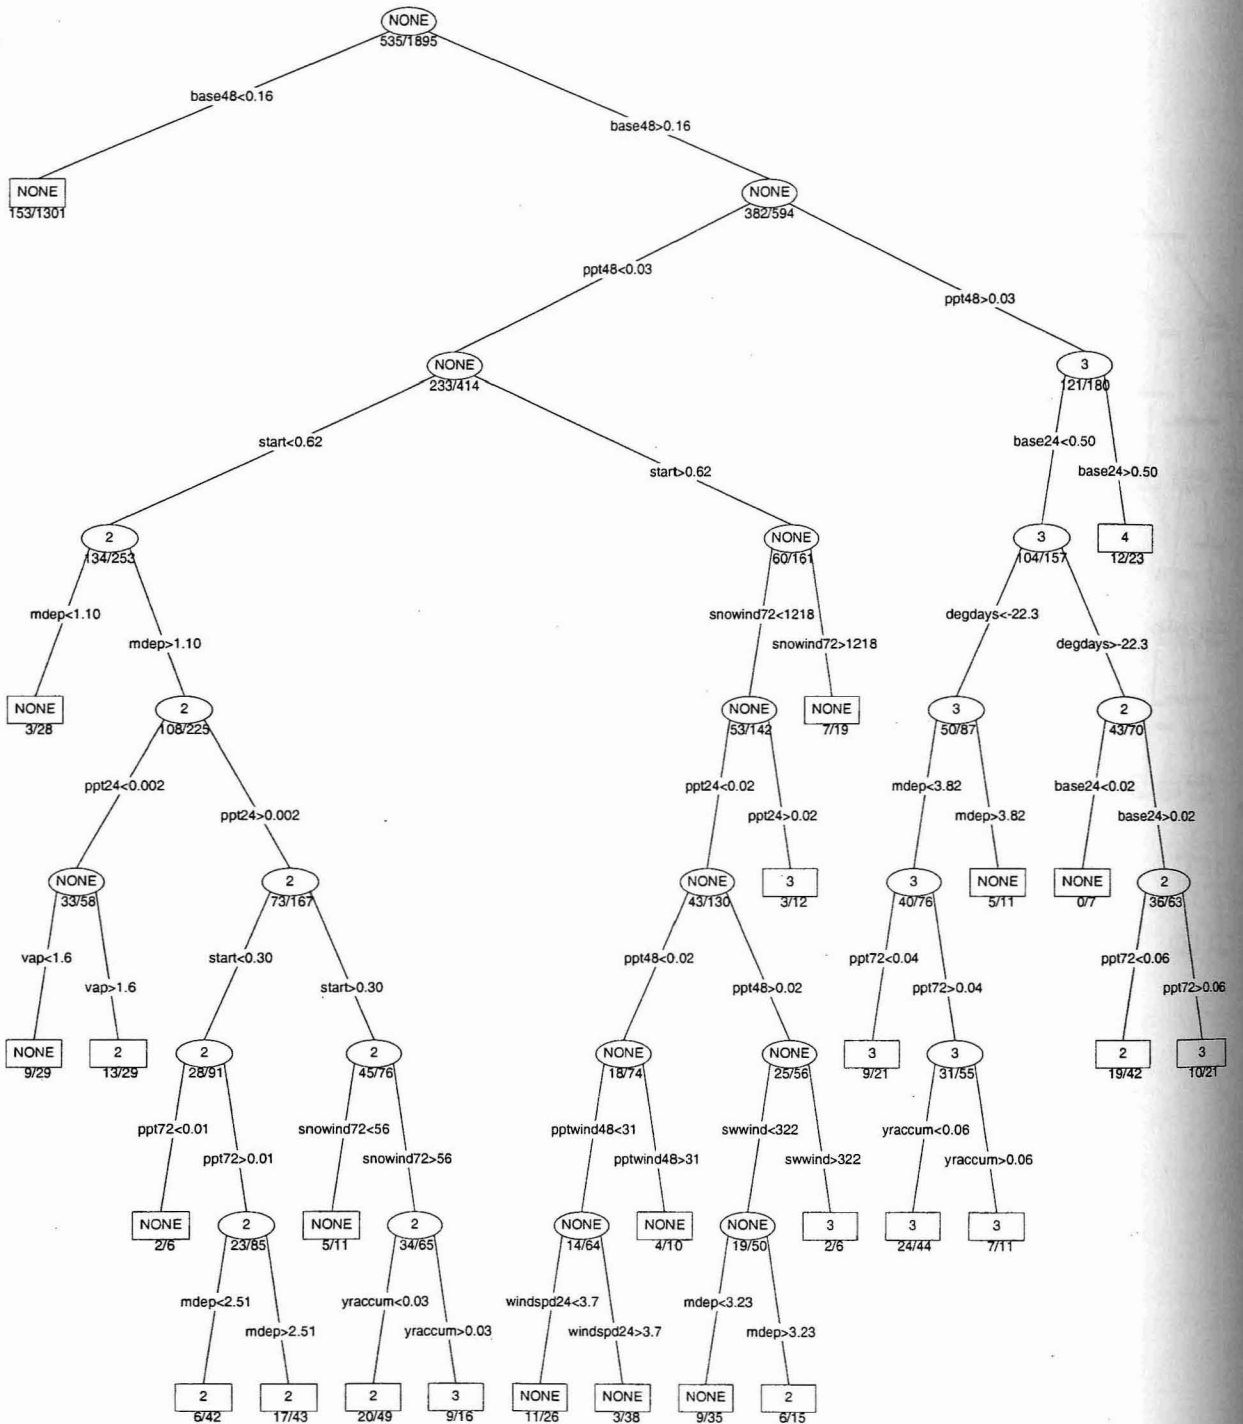 NONE
535/1895
base48<0.16
base48>0.16
NONE
153/1301
NONE
382/594
ppt48<0.03
ppt48>0.03
NONE
233/414
3
121/180
start<0.62
start>0.62
base24<0.50
base24>0.50
2
134/253
NONE
60/161
3
104/157
4
12/23
mdep<1.10
mdep>1.10
snowind72<1218
snowind72>1218
degdays<-22.3
degdays>-22.3
NONE
3/28
2
108/225
NONE
53/142
NONE
7/19
3
50/87
2
43/70
ppt24<0.002
ppt24>0.002
ppt24<0.02
ppt24>0.02
mdep<3.82
mdep>3.82
base24<0.02
base24>0.02
NONE
33/58
2
73/167
NONE
43/130
3
3/12
3
40/76
NONE
5/11
NONE
0/7
2
36/63
vap<1.6
vap>1.6
start<0.30
start>0.30
ppt48<0.02
ppt48>0.02
ppt72<0.04
ppt72>0.04
ppt72<0.06
ppt72>0.06
NONE
9/29
2
13/29
2
28/91
2
45/76
NONE
18/74
NONE
25/56
3
9/21
3
31/55
2
19/42
3
10/21
ppt72<0.01
ppt72>0.01
snowind72<56
snowind72>56
pptwind48<31
pptwind48>31
swwind<322
swwind>322
yraccum<0.06
yraccum>0.06
NONE
2/6
2
23/85
NONE
5/11
2
34/65
NONE
14/64
NONE
4/10
NONE
19/50
3
2/6
3
24/44
3
7/11
mdep<2.51
mdep>2.51
yraccum<0.03
yraccum>0.03
windspd24<3.7
windspd24>3.7
mdep<3.23
mdep>3.23
2
6/42
2
17/43
2
20/49
3
9/16
NONE
11/26
NONE
3/38
NONE
9/35
2
6/15